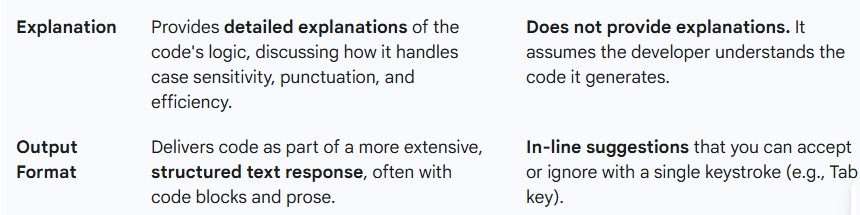 Explanation
Provides detailed explanations of the
code's logic, discussing how it handles
case sensitivity, punctuation, and
efficiency.
Does not provide explanations. It
assumes the developer understands the
code it generates.
Output
Format
Delivers code as part of a more extensive,
structured text response, often with
code blocks and prose.
In-line suggestions that you can accept
or ignore with a single keystroke (e.g., Tab
key).